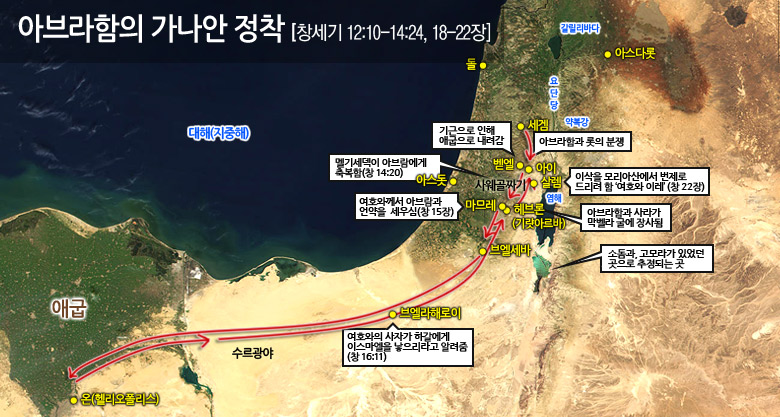 아브라함의 가나안 정착 [창세기 12:10-14:24, 18-22장]
갈릴리바다
아스다롯
돌
요단강
대해(지중해)
얍복강
세겜
기근으로 인해
애굽으로 내려감
아브라함과 롯의 분쟁
벧엘
아이
멜기세덱이 아브람에게
축복함(창 14:20)
살렘
사웨골짜기
이삭을 모리아산에서 번제로
드리려 함 '여호와 이레' (창 22장)
아스돗
여호와께서 아브람과
언약을 세우심(창 15장)
마므레
헤브론
(기럇아르바)
염해
아브라함과 사라가
막벨라 굴에 장사됨
브엘세바
소돔과, 고모라가 있었던
곳으로 추정되는 곳
애굽
브엘라해로이
수르광야
여호와의 사자가 하갈에게
이스마엘을 낳으리라고 알려줌
(창 16:11)
온(헬리오폴리스)